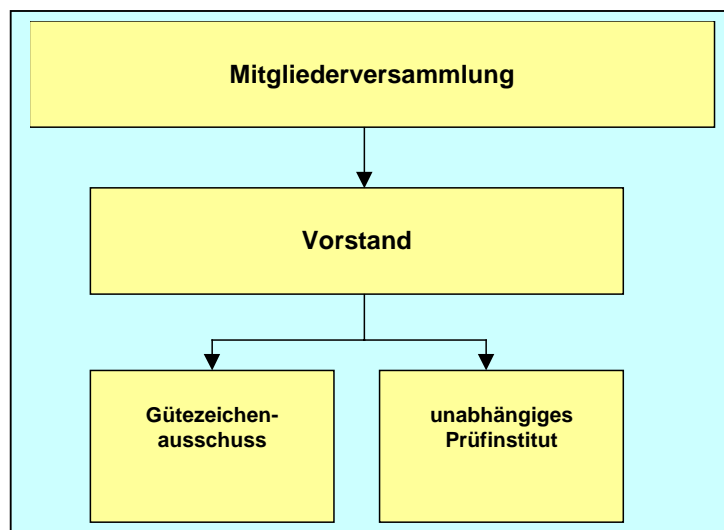 Mitgliederversammlung
Vorstand
Gütezeichen-
ausschuss
unabhängiges
Prüfinstitut